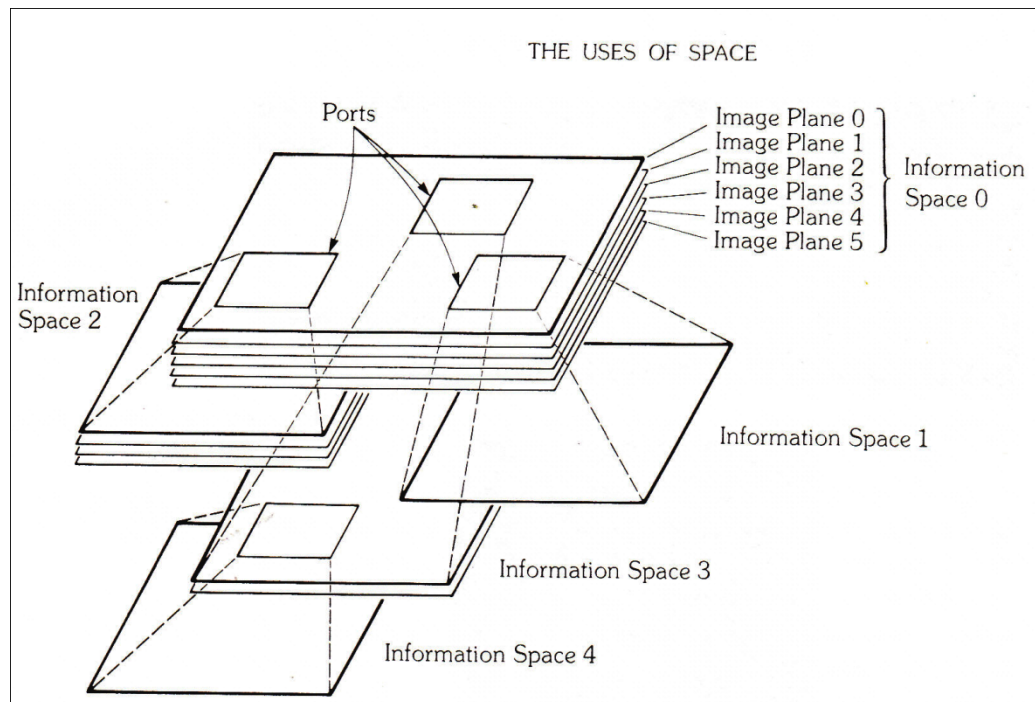 THE USES OF SPACE
Ports
Image Plane 0
Image Plane 1
Image Plane 2
Image Plane 3
Image Plane 4
Image Plane 5
Information
Space 0
Information
Space 2
Information Space 1
Information Space 3
Information Space 4